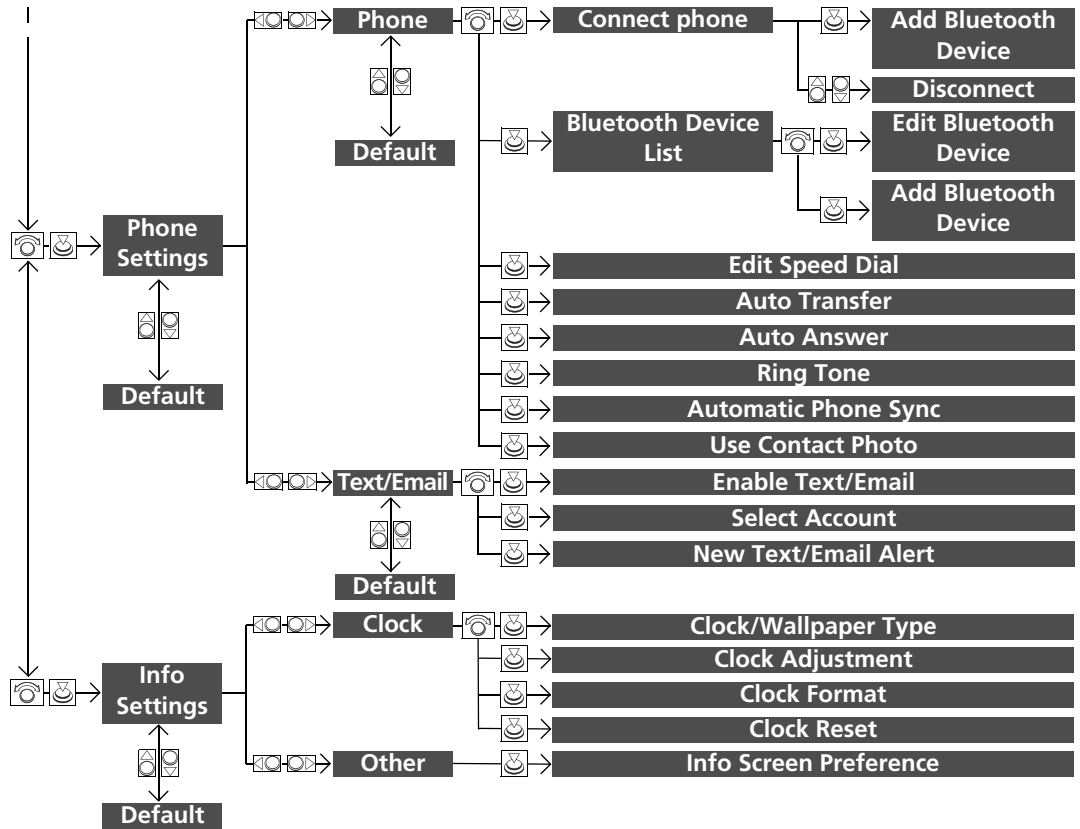 Phone
Connect phone
Add Bluetooth
Device
Disconnect
Default
Bluetooth Device
List
Edit Bluetooth
Device
Add Bluetooth
Device
Phone
Settings
Default
Edit Speed Dial
Auto Transfer
Auto Answer
Ring Tone
Automatic Phone Sync
Use Contact Photo
Text/Email
Enable Text/Email
Select Account
New Text/Email Alert
Default
Info
Settings
Default
Clock
Clock/Wallpaper Type
Clock Adjustment
Clock Format
Clock Reset
Other
Info Screen Preference